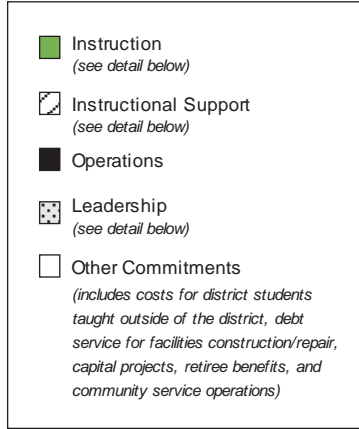 Instruction
(see detail below)
Instructional Support
(see detail below)
Operations
Leadership
(see detail below)
Other Commitments
(includes costs for district students
taught outside of the district, debt
service for facilities construction/repair,
capital projects, retiree benefits, and
community service operations)